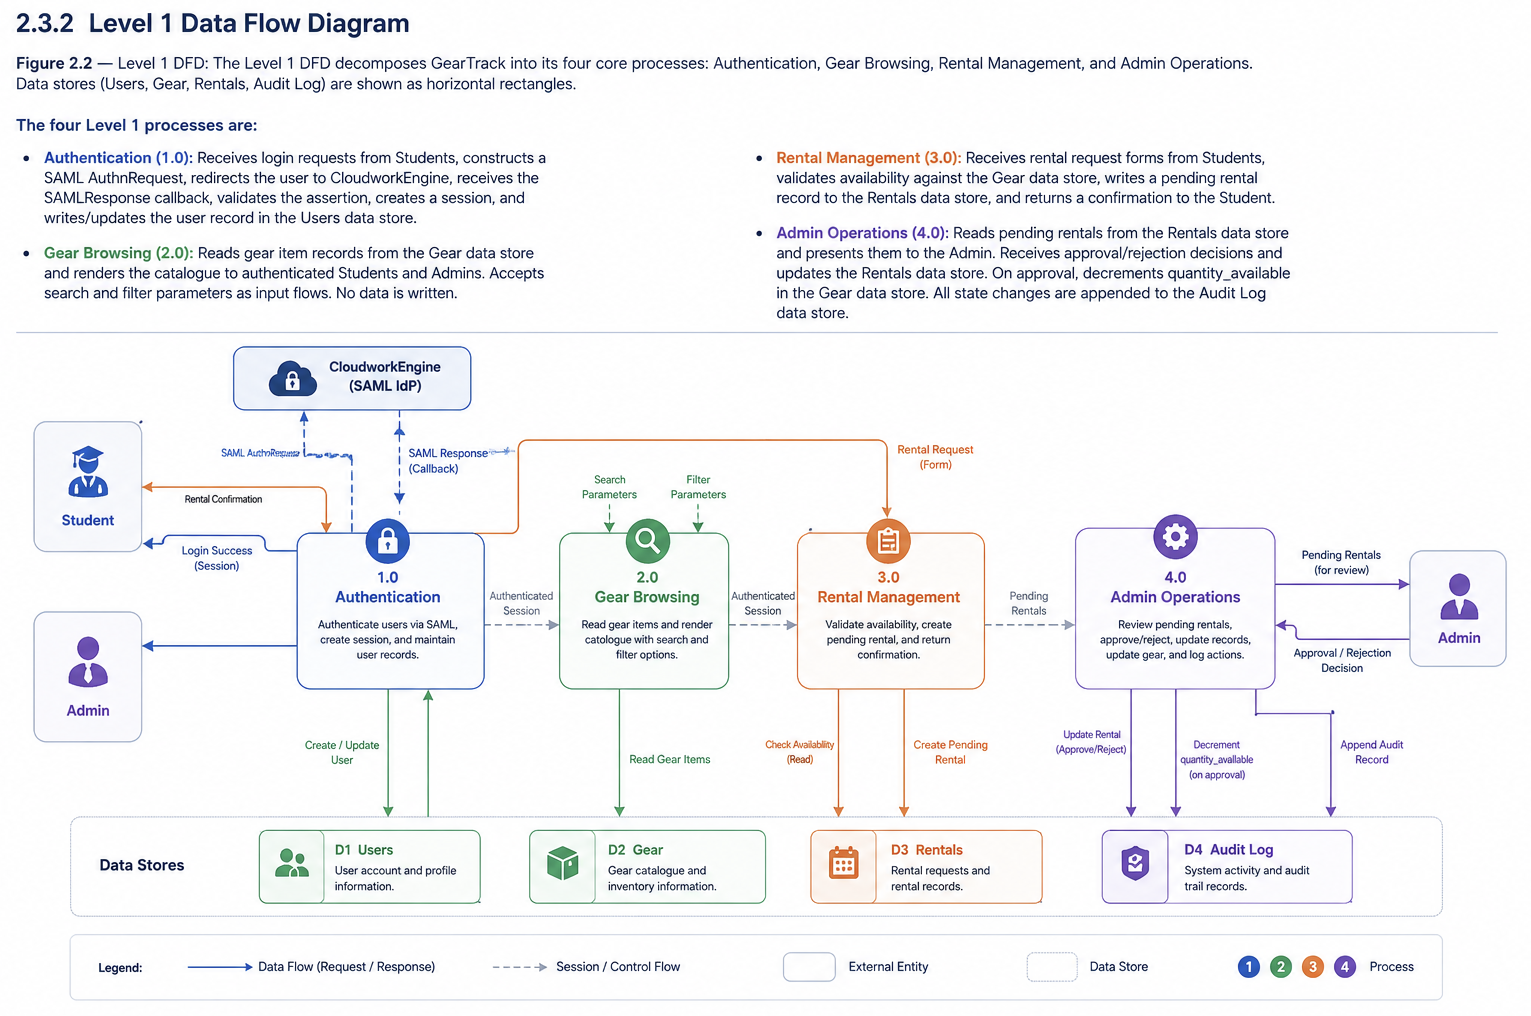 2.3.2 Level 1 Data Flow Diagram
Figure 2.2 — Level 1 DFD: The Level 1 DFD decomposes GearTrack into its four core processes: Authentication, Gear Browsing, Rental Management, and Admin Operations.
Data stores (Users, Gear, Rentals, Audit Log) are shown as horizontal rectangles.
The four Level 1 processes are:
• Authentication (1.0): Receives login requests from Students, constructs a
SAML AuthnRequest, redirects the user to CloudworkEngine, receives the
SAMLResponse callback, validates the assertion, creates a session, and
writes/updates the user record in the Users data store.
• Gear Browsing (2.0): Reads gear item records from the Gear data store
and renders the catalogue to authenticated Students and Admins. Accepts
search and filter parameters as input flows. No data is written.
• Rental Management (3.0): Receives rental request forms from Students,
validates availability against the Gear data store, writes a pending rental
record to the Rentals data store, and returns a confirmation to the Student.
• Admin Operations (4.0): Reads pending rentals from the Rentals data store
and presents them to the Admin. Receives approval/rejection decisions and
updates the Rentals data store. On approval, decrements quantity_available
in the Gear data store. All state changes are appended to the Audit Log
data store.
CloudworkEngine
(SAML IdP)
SAML
SAML Response
(Callback)
Rental Request
(Form)
Student
Rental Confirmation
Login Success
(Session)
Search
Parameters
Filter
Parameters
1.0
Authentication
Authenticate users via SAML,
create session, and maintain
user records.
Authenticated
Session
2.0
Gear Browsing
Read gear items and render
catologue with search and
filter options.
Authenticated
Session
3.0
Rental Management
Validate availability, create
pending rental, and return
confirmation.
Pending
Rentals
4.0
Admin Operations
Review pending rentals,
approve/reject, update records,
update gear, and log actions.
Pending Rentals
(for review)
Approval / Rejection
Decision
Admin
Admin
Create / Update
User
Read Gear Items
Check Availability
(Read)
Create Pending
Rental
Update Rental
(Approve/Reject)
Decrement
quantity_available
(on approval)
Append Audit
Record
Data Stores
D1 Users
User account and profile
information.
D2 Gear
Gear catalogue and
inventory information.
D3 Rentals
Rental requests and
rental records.
D4 Audit Log
System activity and audit
trail records.
Legend:
Data Flow (Request / Response)
Session / Control Flow
External Entity
Data Store
1 2 3 4 Process